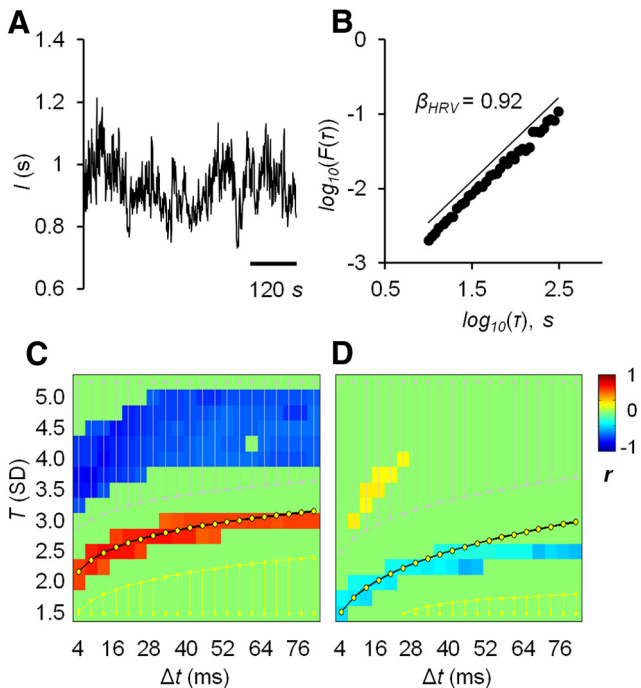 A
1.4
1.2
1
0.8
0.6
I (s)
120 s
B
0
-1
-2
-3
log10(F(τ))
βHRV = 0.92
0.5 1.5 2.5
log10(τ), s
C
5.0
4.5
4.0
3.5
3.0
2.5
2.0
1.5
T (SD)
4 16 28 40 52 64 76
Δt (ms)
D
4 16 28 40 52 64 76
Δt (ms)
1
0
-1
r